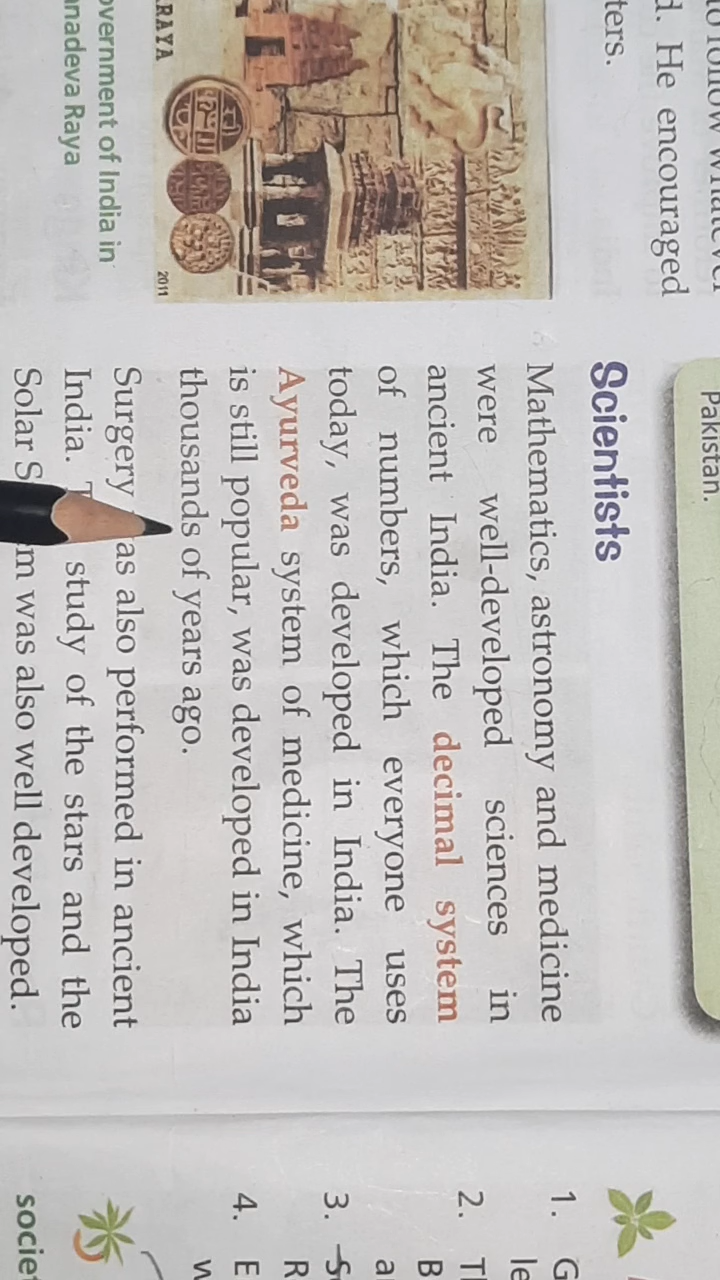 d. He encouraged
ters.
RAYA
2011
overnment of India in
nadeva Raya
Pakistan.
Scientists
Mathematics, astronomy and medicine
were well-developed sciences in
ancient India. The decimal system
of numbers, which everyone uses
today, was developed in India. The
Ayurveda system of medicine, which
is still popular, was developed in India
thousands of years ago.
Surgery as also performed in ancient
India. study of the stars and the
Solar S m was also well developed.
1. G
le
2. Tl
B
a
3.
R
4. E
w
societ